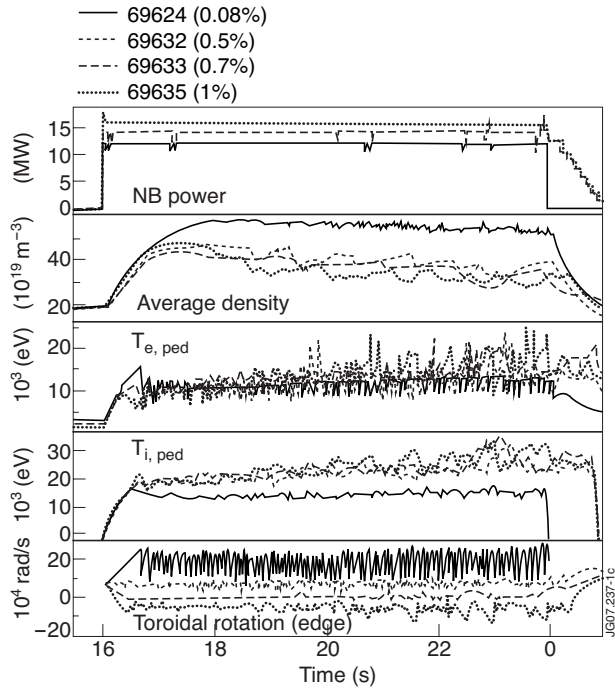 69624 (0.08%)
69632 (0.5%)
69633 (0.7%)
69635 (1%)
15
10
5
0
(MW)
NB power
40
20
(10¹⁹ m⁻³)
Average density
20
10
10³ (eV)
Te, ped
30
20
10
0
10³ (eV)
Ti, ped
20
0
−20
10⁴ rad/s
Toroidal rotation (edge)
16 18 20 22 0
Time (s)
JG07.237-1c